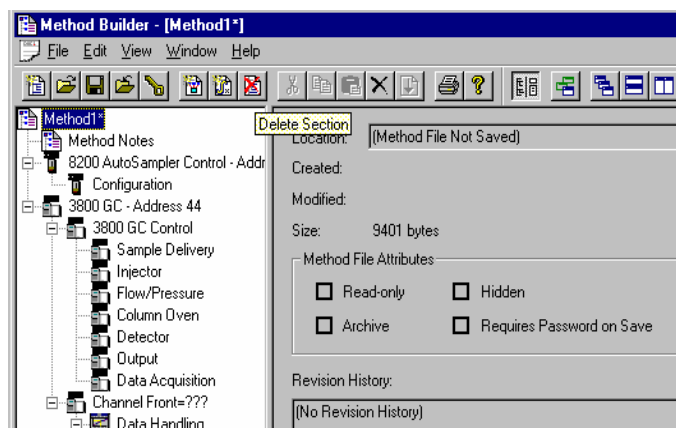 Method Builder - [Method1*]
File Edit View Window Help
Method1*
Delete Section
Method Notes
8200 AutoSampler Control - Addr
Configuration
3800 GC - Address 44
3800 GC Control
Sample Delivery
Injector
Flow/Pressure
Column Oven
Detector
Output
Data Acquisition
Channel Front=???
Data Handling
Location: (Method File Not Saved)
Created:
Modified:
Size: 9401 bytes
Method File Attributes
Read-only Hidden
Archive Requires Password on Save
Revision History:
(No Revision History)